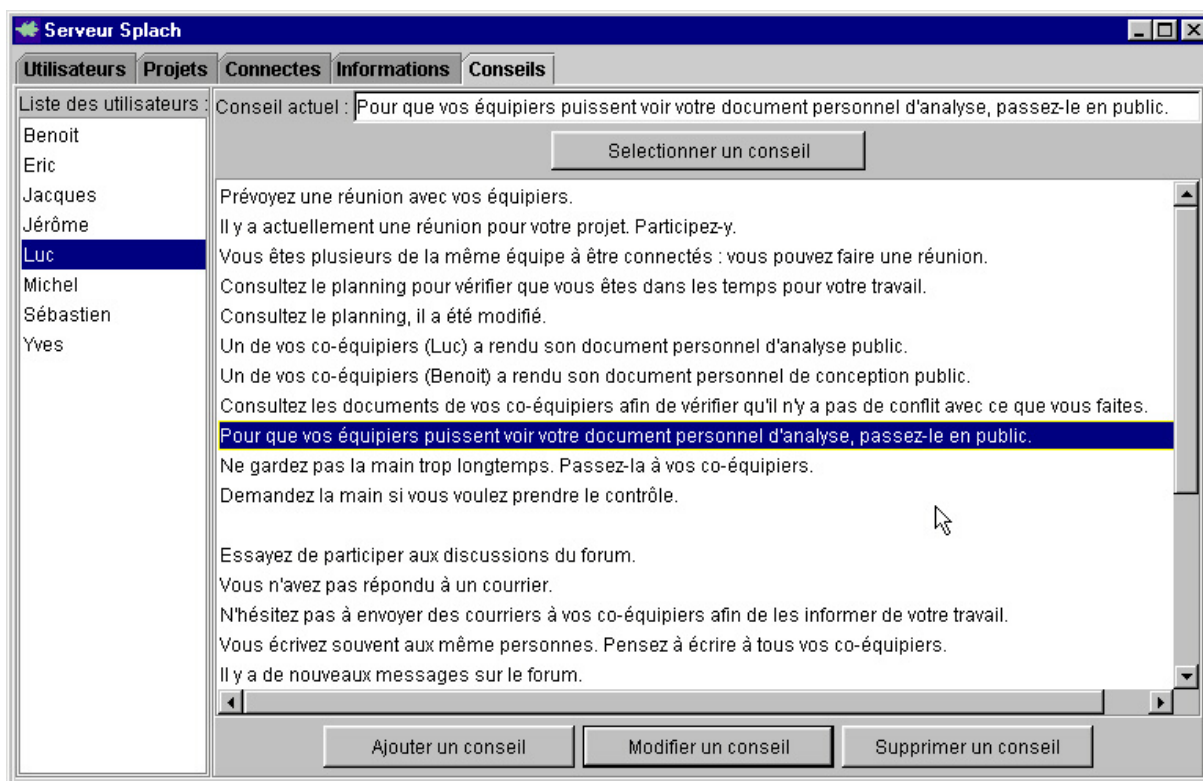 Serveur Splach
Utilisateurs Projets Connectes Informations Conseils
Liste des utilisateurs :
Benoit
Eric
Jacques
Jérôme
Luc
Michel
Sébastien
Yves
Conseil actuel : Pour que vos équipiers puissent voir votre document personnel d'analyse, passez-le en public.
Selectionner un conseil
Prévoyez une réunion avec vos équipiers.
Il y a actuellement une réunion pour votre projet. Participez-y.
Vous êtes plusieurs de la même équipe à être connectés : vous pouvez faire une réunion.
Consultez le planning pour vérifier que vous êtes dans les temps pour votre travail.
Consultez le planning, il a été modifié.
Un de vos co-équipiers (Luc) a rendu son document personnel d'analyse public.
Un de vos co-équipiers (Benoit) a rendu son document personnel de conception public.
Consultez les documents de vos co-équipiers afin de vérifier qu'il n'y a pas de conflit avec ce que vous faites.
Pour que vos équipiers puissent voir votre document personnel d'analyse, passez-le en public.
Ne gardez pas la main trop longtemps. Passez-la à vos co-équipiers.
Demandez la main si vous voulez prendre le contrôle.
Essayez de participer aux discussions du forum.
Vous n'avez pas répondu à un courrier.
N'hésitez pas à envoyer des courriers à vos co-équipiers afin de les informer de votre travail.
Vous écrivez souvent aux même personnes. Pensez à écrire à tous vos co-équipiers.
Il y a de nouveaux messages sur le forum.
Ajouter un conseil Modifier un conseil Supprimer un conseil